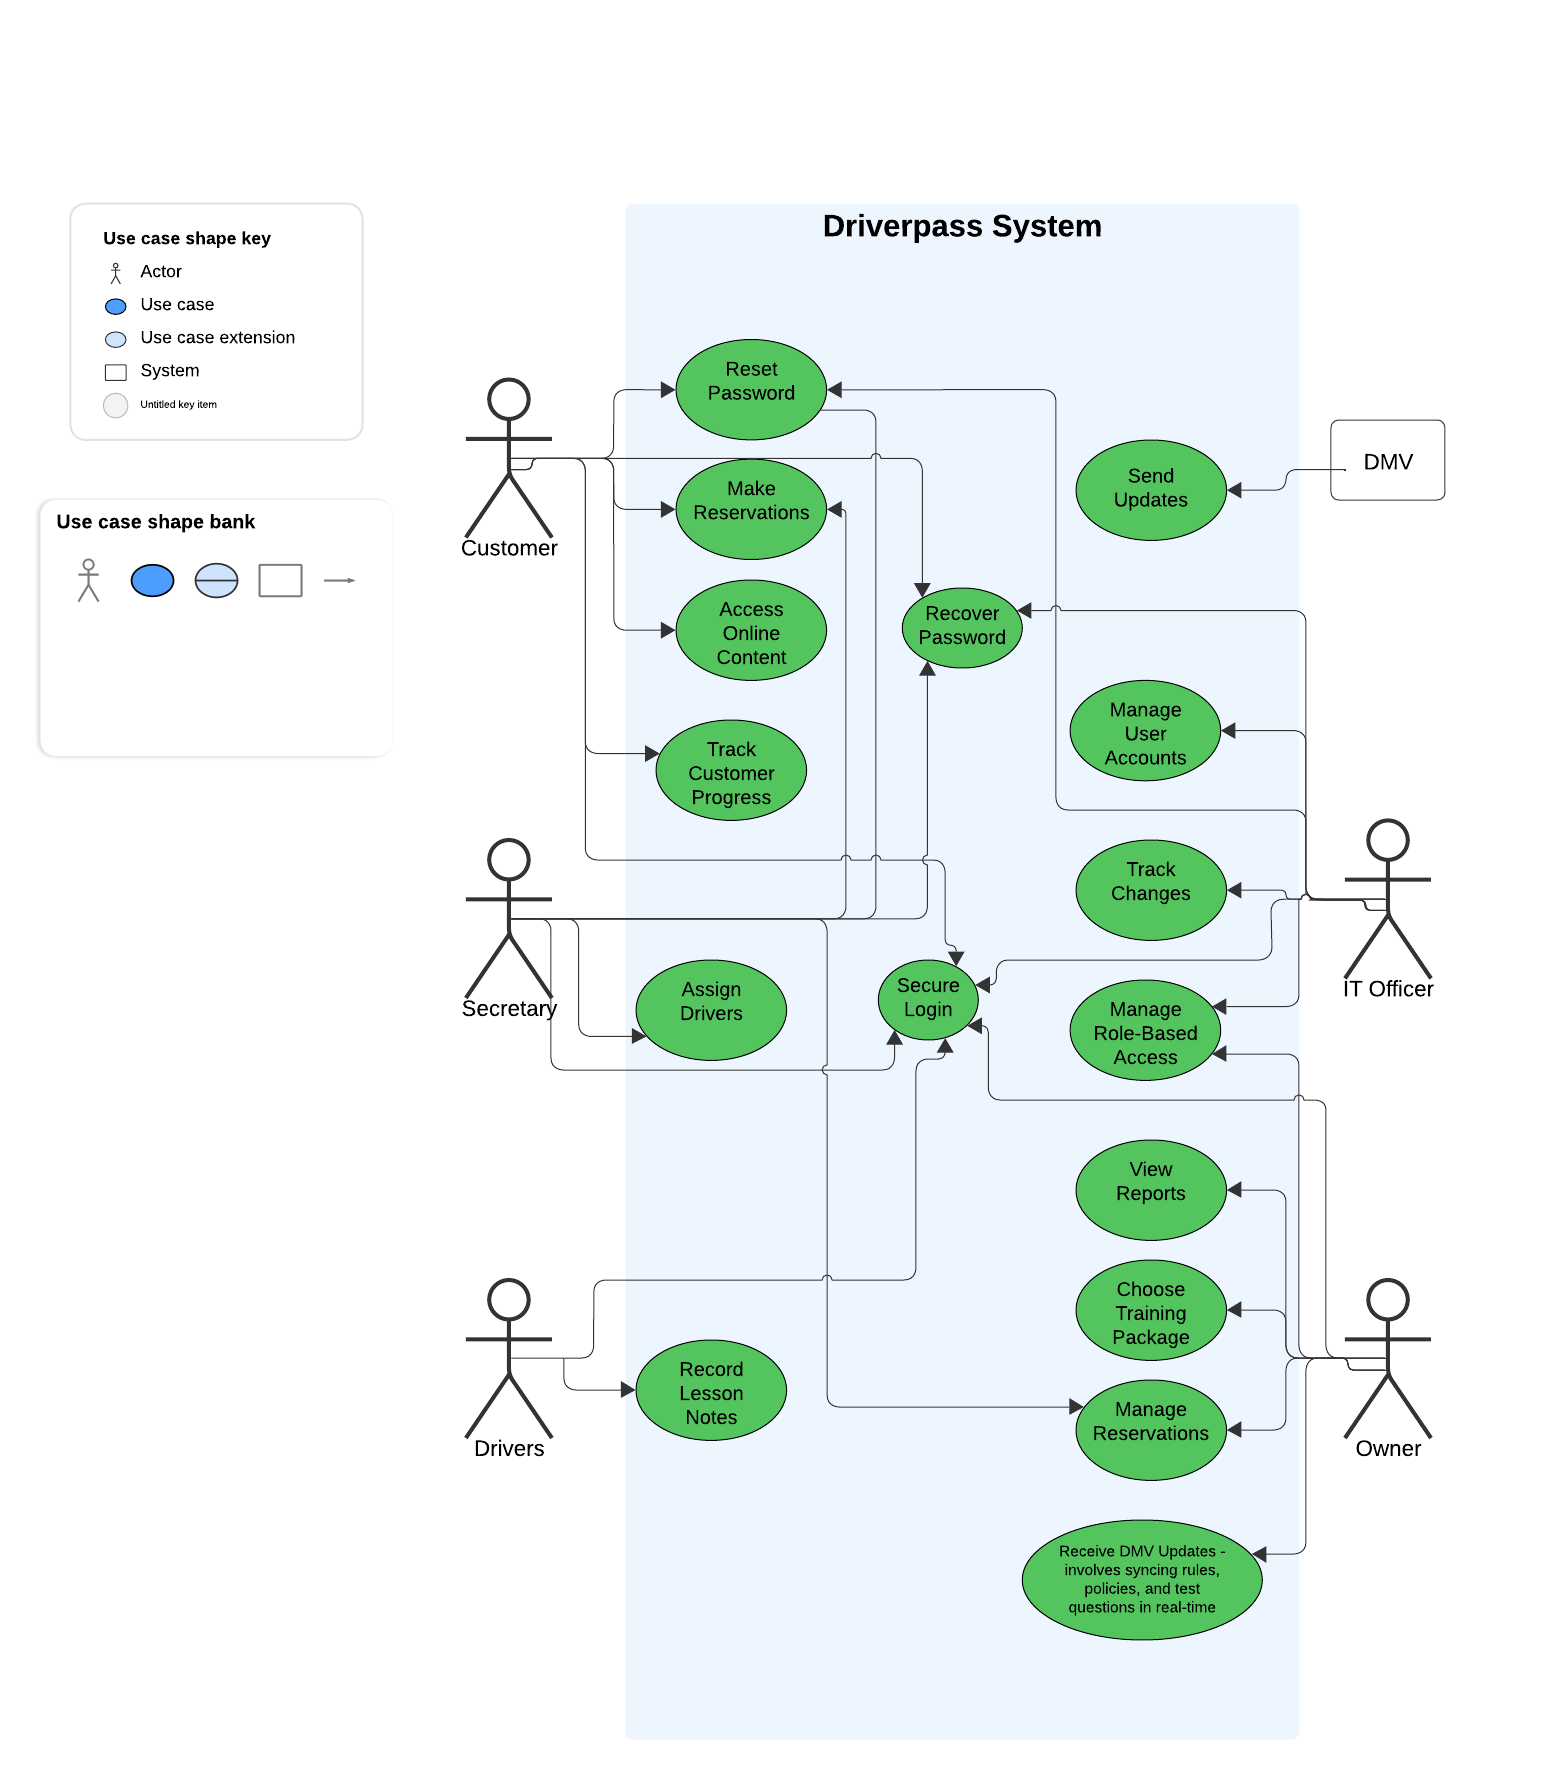 Driverpass System
Use case shape key
Actor
Use case
Use case extension
System
Untitled key item
Use case shape bank
Customer
Secretary
Drivers
Reset
Password
Make
Reservations
Access
Online
Content
Track
Customer
Progress
Assign
Drivers
Record
Lesson
Notes
Recover
Password
Secure
Login
Send
Updates
Manage
User
Accounts
Track
Changes
Manage
Role-Based
Access
View
Reports
Choose
Training
Package
Manage
Reservations
Receive DMV Updates -
involves syncing rules,
policies, and test
questions in real-time
DMV
IT Officer
Owner